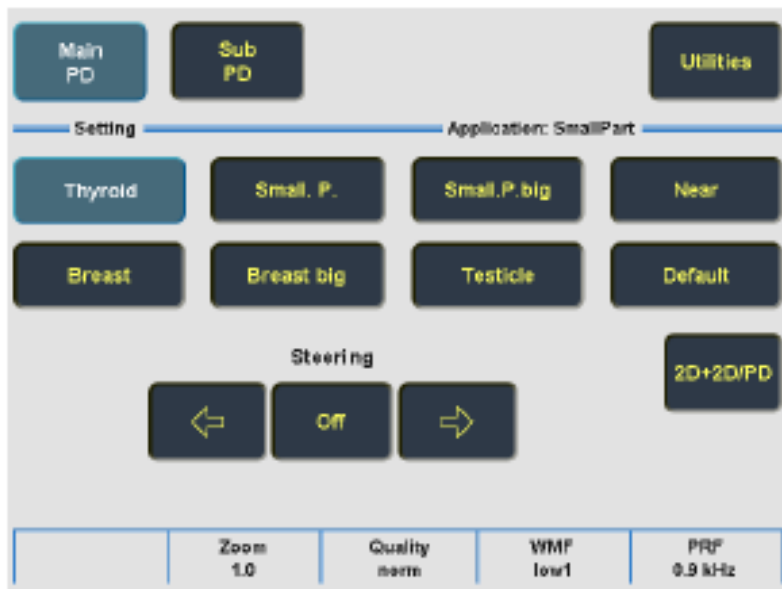 Main PD
Sub PD
Utilities
Setting
Application: SmallPart
Thyroid
Small. P.
Small.P.big
Near
Breast
Breast big
Testicle
Default
Steering
Off
2D+2D/PD
Zoom 1.0
Quality norm
WMF low1
PRF 0.9 kHz